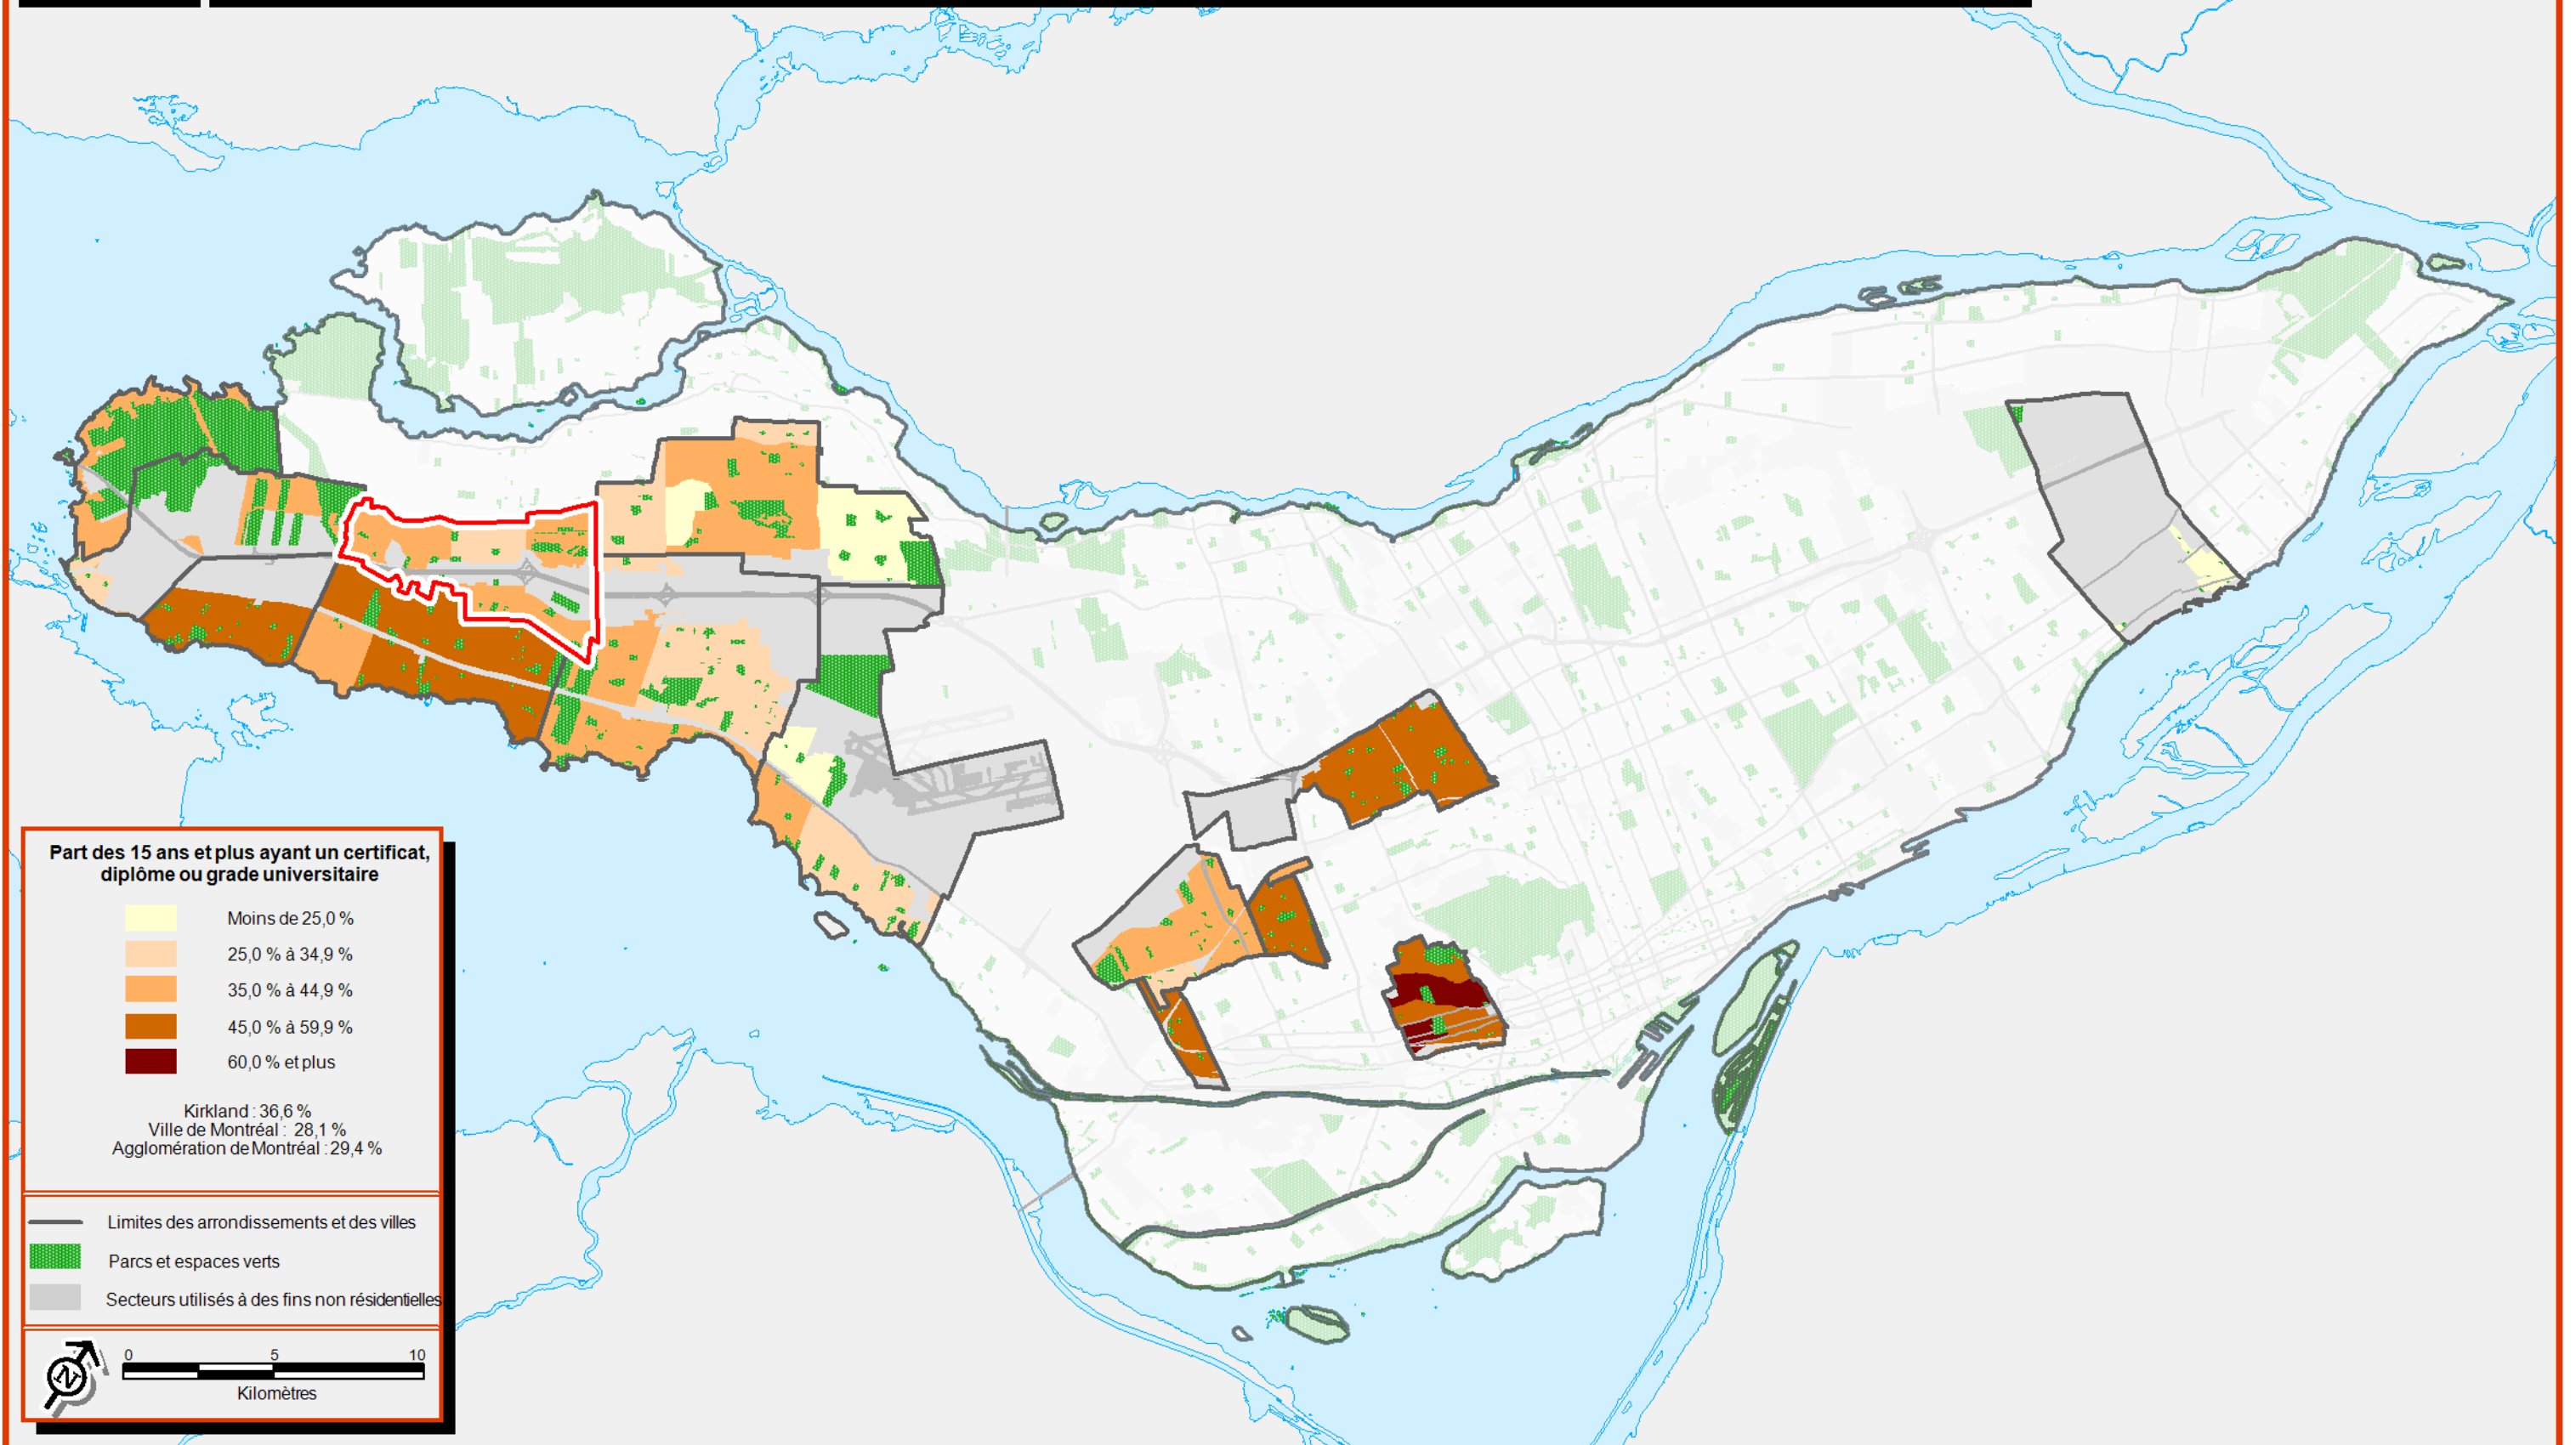 Part des 15 ans et plus ayant un certificat,
diplôme ou grade universitaire
Moins de 25,0 %
25,0 % à 34,9 %
35,0 % à 44,9 %
45,0 % à 59,9 %
60,0 % et plus
Kirkland : 36,6 %
Ville de Montréal : 28,1 %
Agglomération de Montréal : 29,4 %
Limites des arrondissements et des villes
Parcs et espaces verts
Secteurs utilisés à des fins non résidentielles
N
0 5 10
Kilomètres